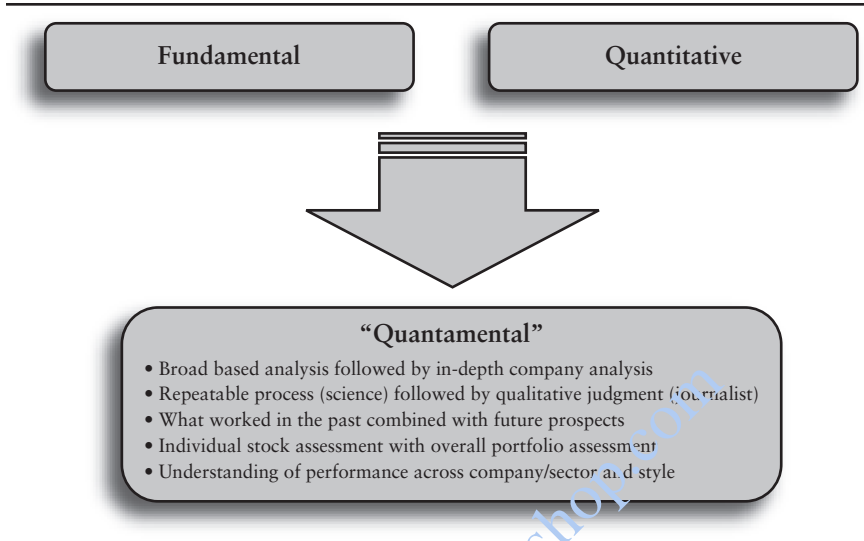 Fundamental
Quantitative
“Quantamental”
• Broad based analysis followed by in-depth company analysis
• Repeatable process (science) followed by qualitative judgment (journalist)
• What worked in the past combined with future prospects
• Individual stock assessment with overall portfolio assessment
• Understanding of performance across company/sector and style
shop.com